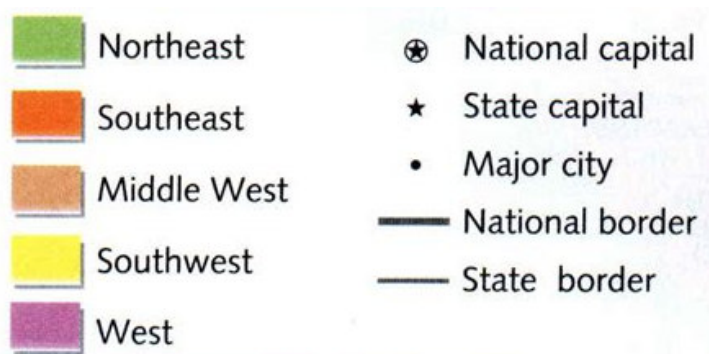 Northeast
Southeast
Middle West
Southwest
West
National capital
State capital
Major city
National border
State border